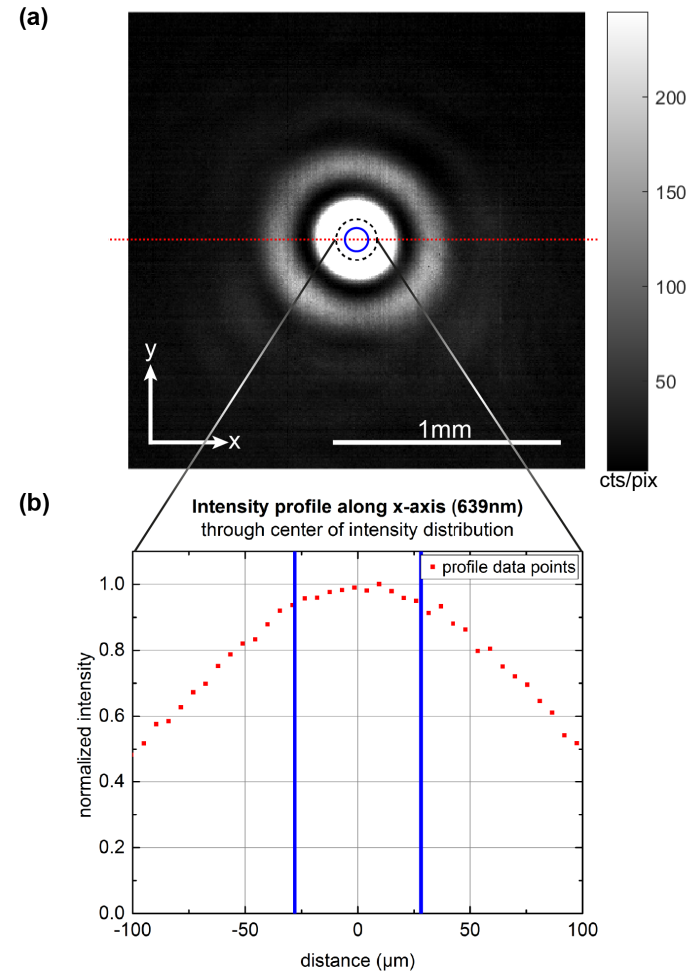 (a)
200
150
100
50
cts/pix
y
x
1mm
(b)
Intensity profile along x-axis (639nm)
through center of intensity distribution
profile data points
1.0
0.8
0.6
0.4
0.2
0.0
normalized intensity
-100
-50
0
50
100
distance (µm)